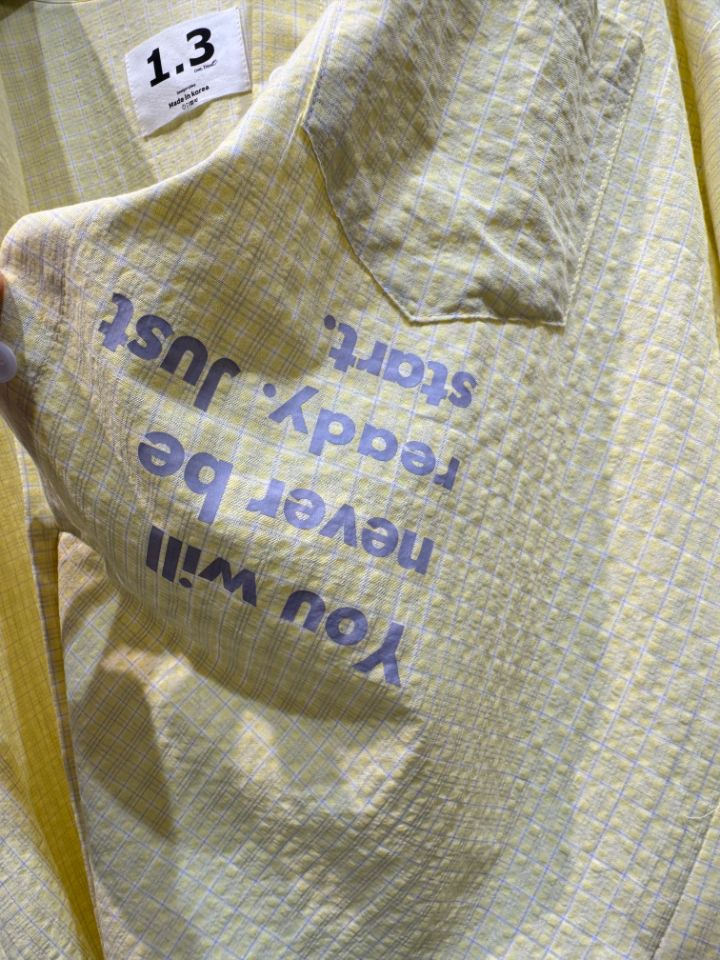 1.3
Made in korea
You will
never be
ready. Just
start.